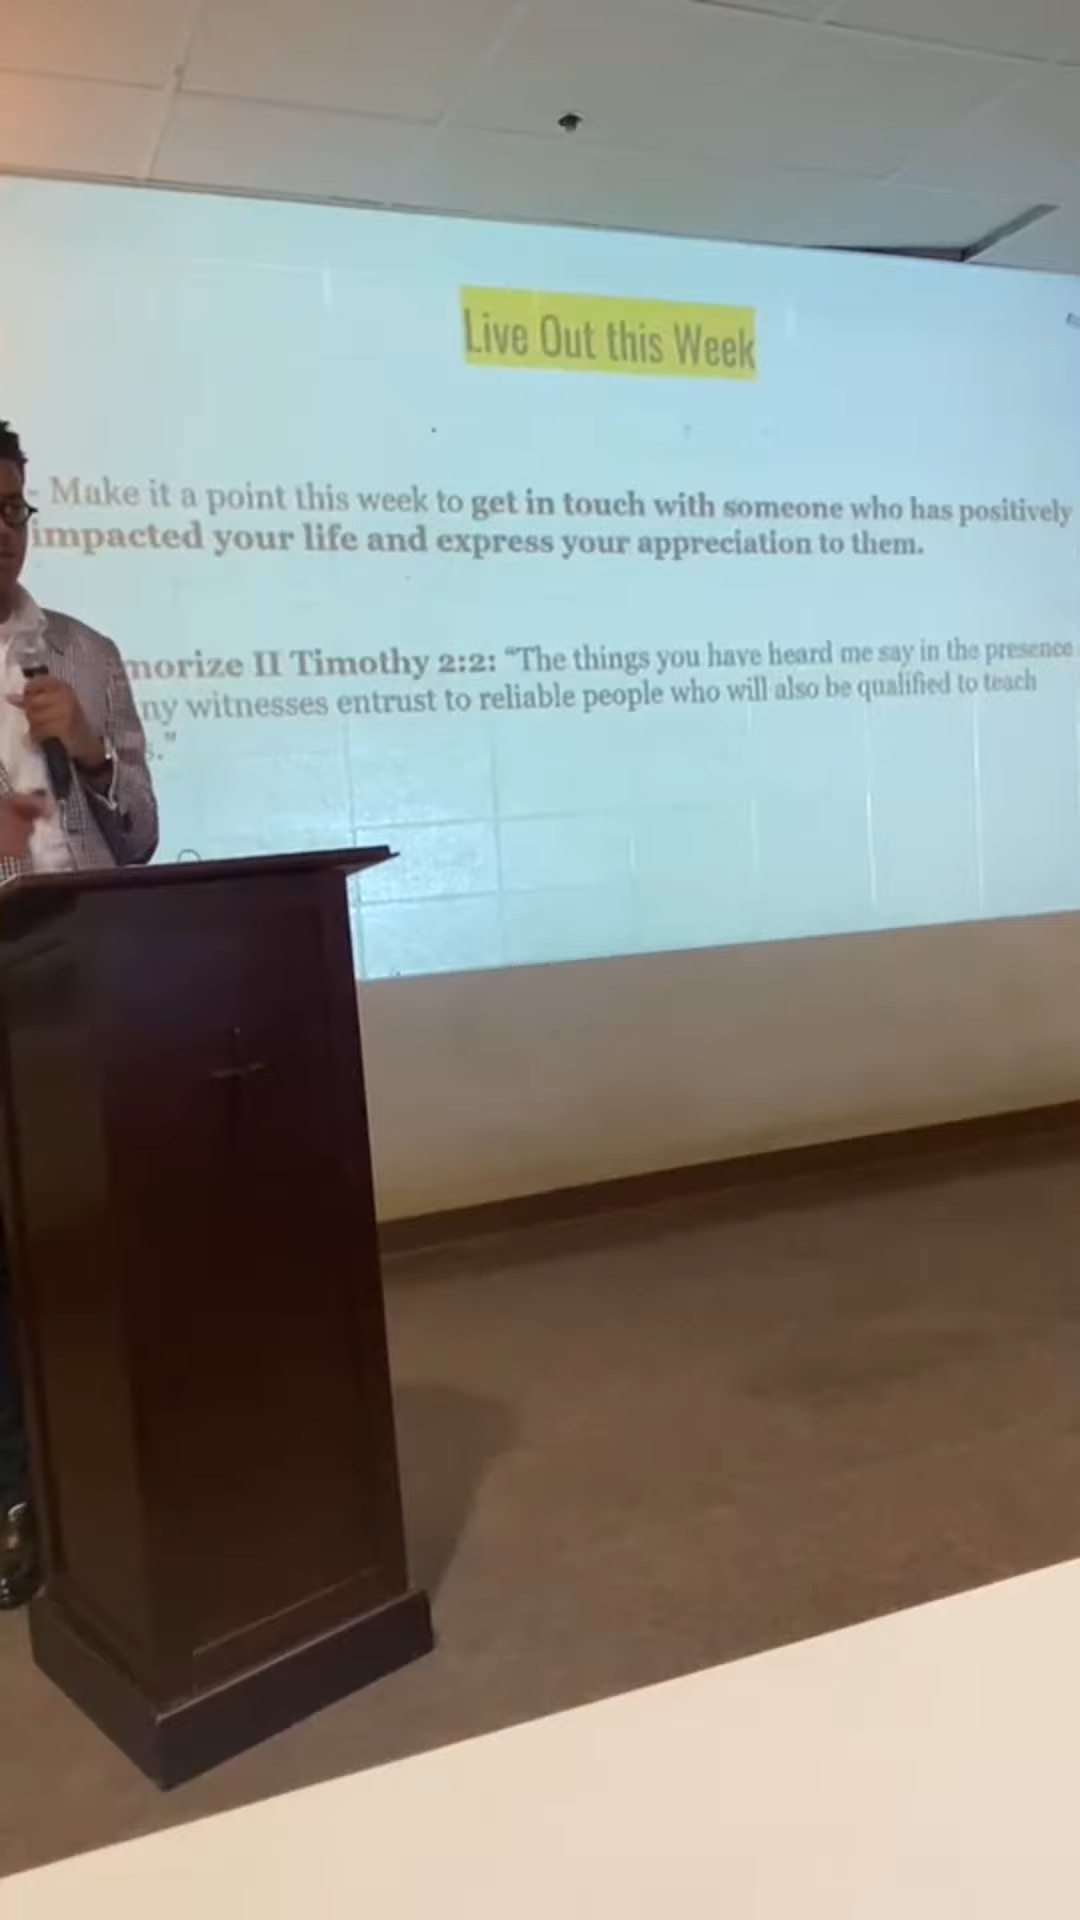 Live Out this Week
- Make it a point this week to get in touch with someone who has positively
impacted your life and express your appreciation to them.
morize II Timothy 2:2: “The things you have heard me say in the presence
ny witnesses entrust to reliable people who will also be qualified to teach
s.”